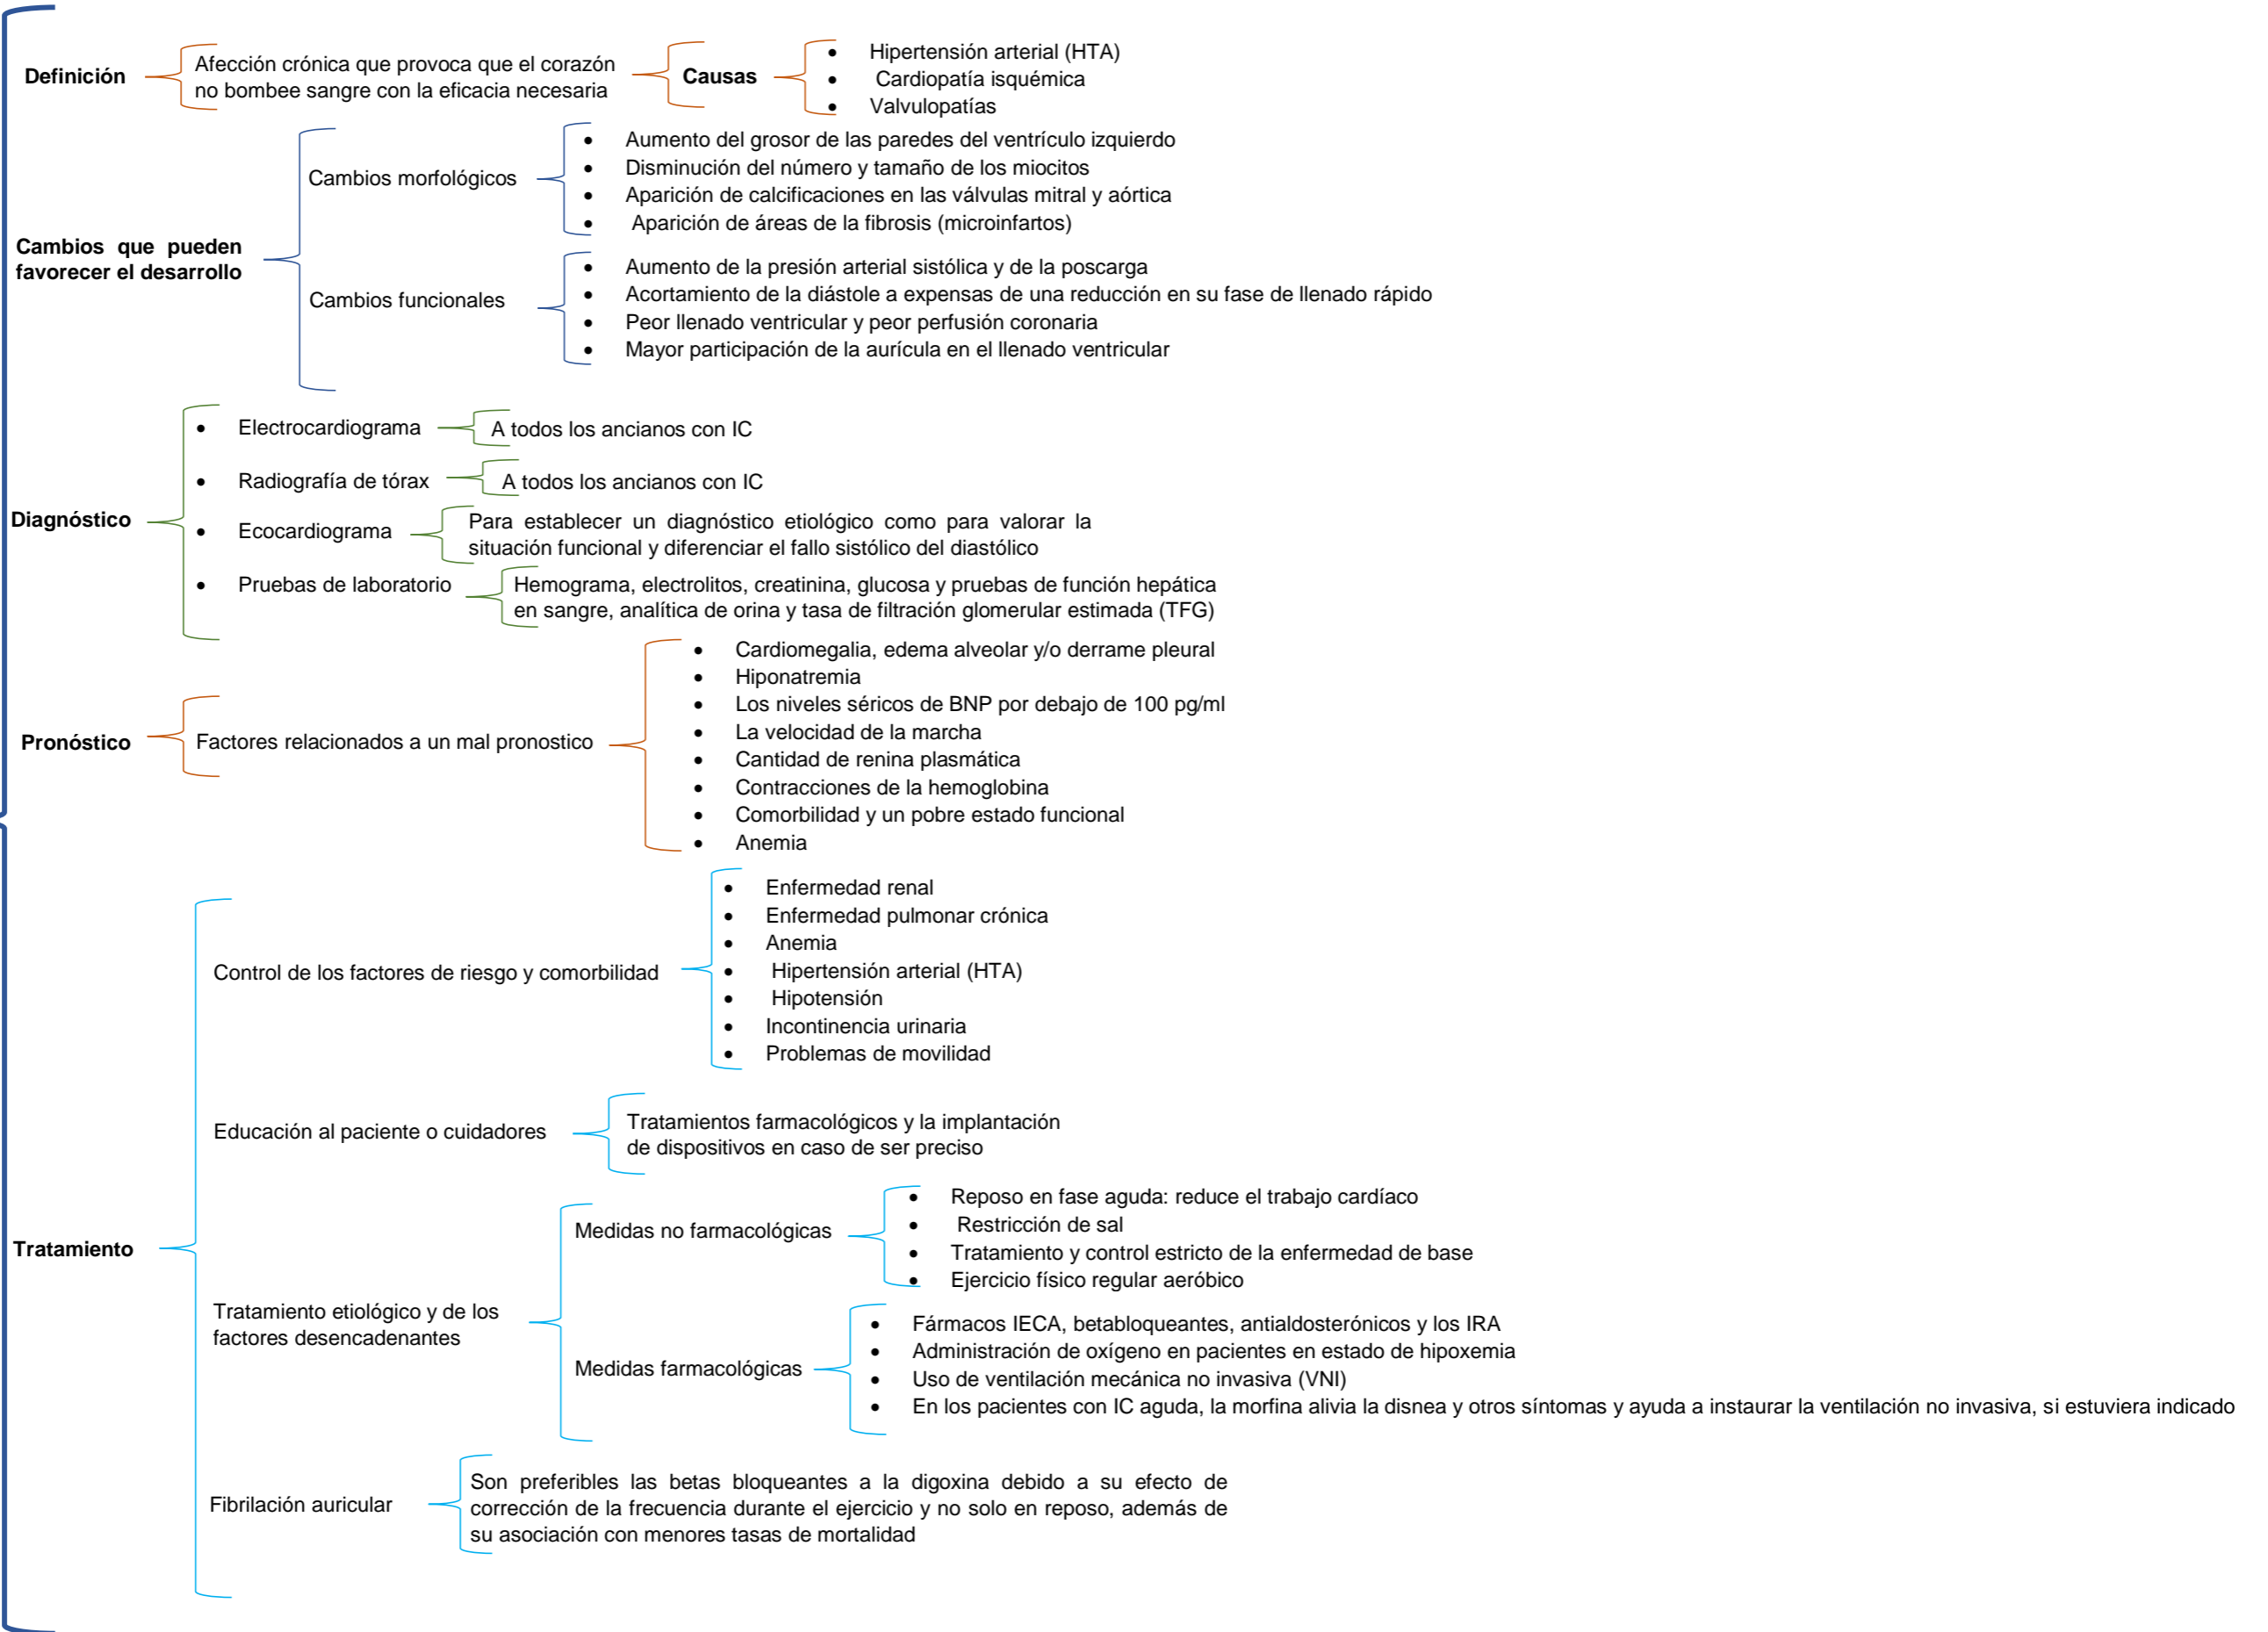 Definición
Afección crónica que provoca que el corazón
no bombee sangre con la eficacia necesaria
Causas
• Hipertensión arterial (HTA)
• Cardiopatía isquémica
• Valvulopatías
Cambios que pueden
favorecer el desarrollo
Cambios morfológicos
• Aumento del grosor de las paredes del ventrículo izquierdo
• Disminución del número y tamaño de los miocitos
• Aparición de calcificaciones en las válvulas mitral y aórtica
• Aparición de áreas de la fibrosis (microinfartos)
Cambios funcionales
• Aumento de la presión arterial sistólica y de la poscarga
• Acortamiento de la diástole a expensas de una reducción en su fase de llenado rápido
• Peor llenado ventricular y peor perfusión coronaria
• Mayor participación de la aurícula en el llenado ventricular
Diagnóstico
• Electrocardiograma
A todos los ancianos con IC
• Radiografía de tórax
A todos los ancianos con IC
• Ecocardiograma
Para establecer un diagnóstico etiológico como para valorar la
situación funcional y diferenciar el fallo sistólico del diastólico
• Pruebas de laboratorio
Hemograma, electrolitos, creatinina, glucosa y pruebas de función hepática
en sangre, analítica de orina y tasa de filtración glomerular estimada (TFG)
Pronóstico
Factores relacionados a un mal pronostico
• Cardiomegalia, edema alveolar y/o derrame pleural
• Hiponatremia
• Los niveles séricos de BNP por debajo de 100 pg/ml
• La velocidad de la marcha
• Cantidad de renina plasmática
• Contracciones de la hemoglobina
• Comorbilidad y un pobre estado funcional
• Anemia
Tratamiento
Control de los factores de riesgo y comorbilidad
• Enfermedad renal
• Enfermedad pulmonar crónica
• Anemia
• Hipertensión arterial (HTA)
• Hipotensión
• Incontinencia urinaria
• Problemas de movilidad
Educación al paciente o cuidadores
Tratamientos farmacológicos y la implantación
de dispositivos en caso de ser preciso
Tratamiento etiológico y de los
factores desencadenantes
Medidas no farmacológicas
• Reposo en fase aguda: reduce el trabajo cardíaco
• Restricción de sal
• Tratamiento y control estricto de la enfermedad de base
• Ejercicio físico regular aeróbico
Medidas farmacológicas
• Fármacos IECA, betabloqueantes, antialdosterónicos y los IRA
• Administración de oxígeno en pacientes en estado de hipoxemia
• Uso de ventilación mecánica no invasiva (VNI)
• En los pacientes con IC aguda, la morfina alivia la disnea y otros síntomas y ayuda a instaurar la ventilación no invasiva, si estuviera indicado
Fibrilación auricular
Son preferibles las betas bloqueantes a la digoxina debido a su efecto de
corrección de la frecuencia durante el ejercicio y no solo en reposo, además de
su asociación con menores tasas de mortalidad